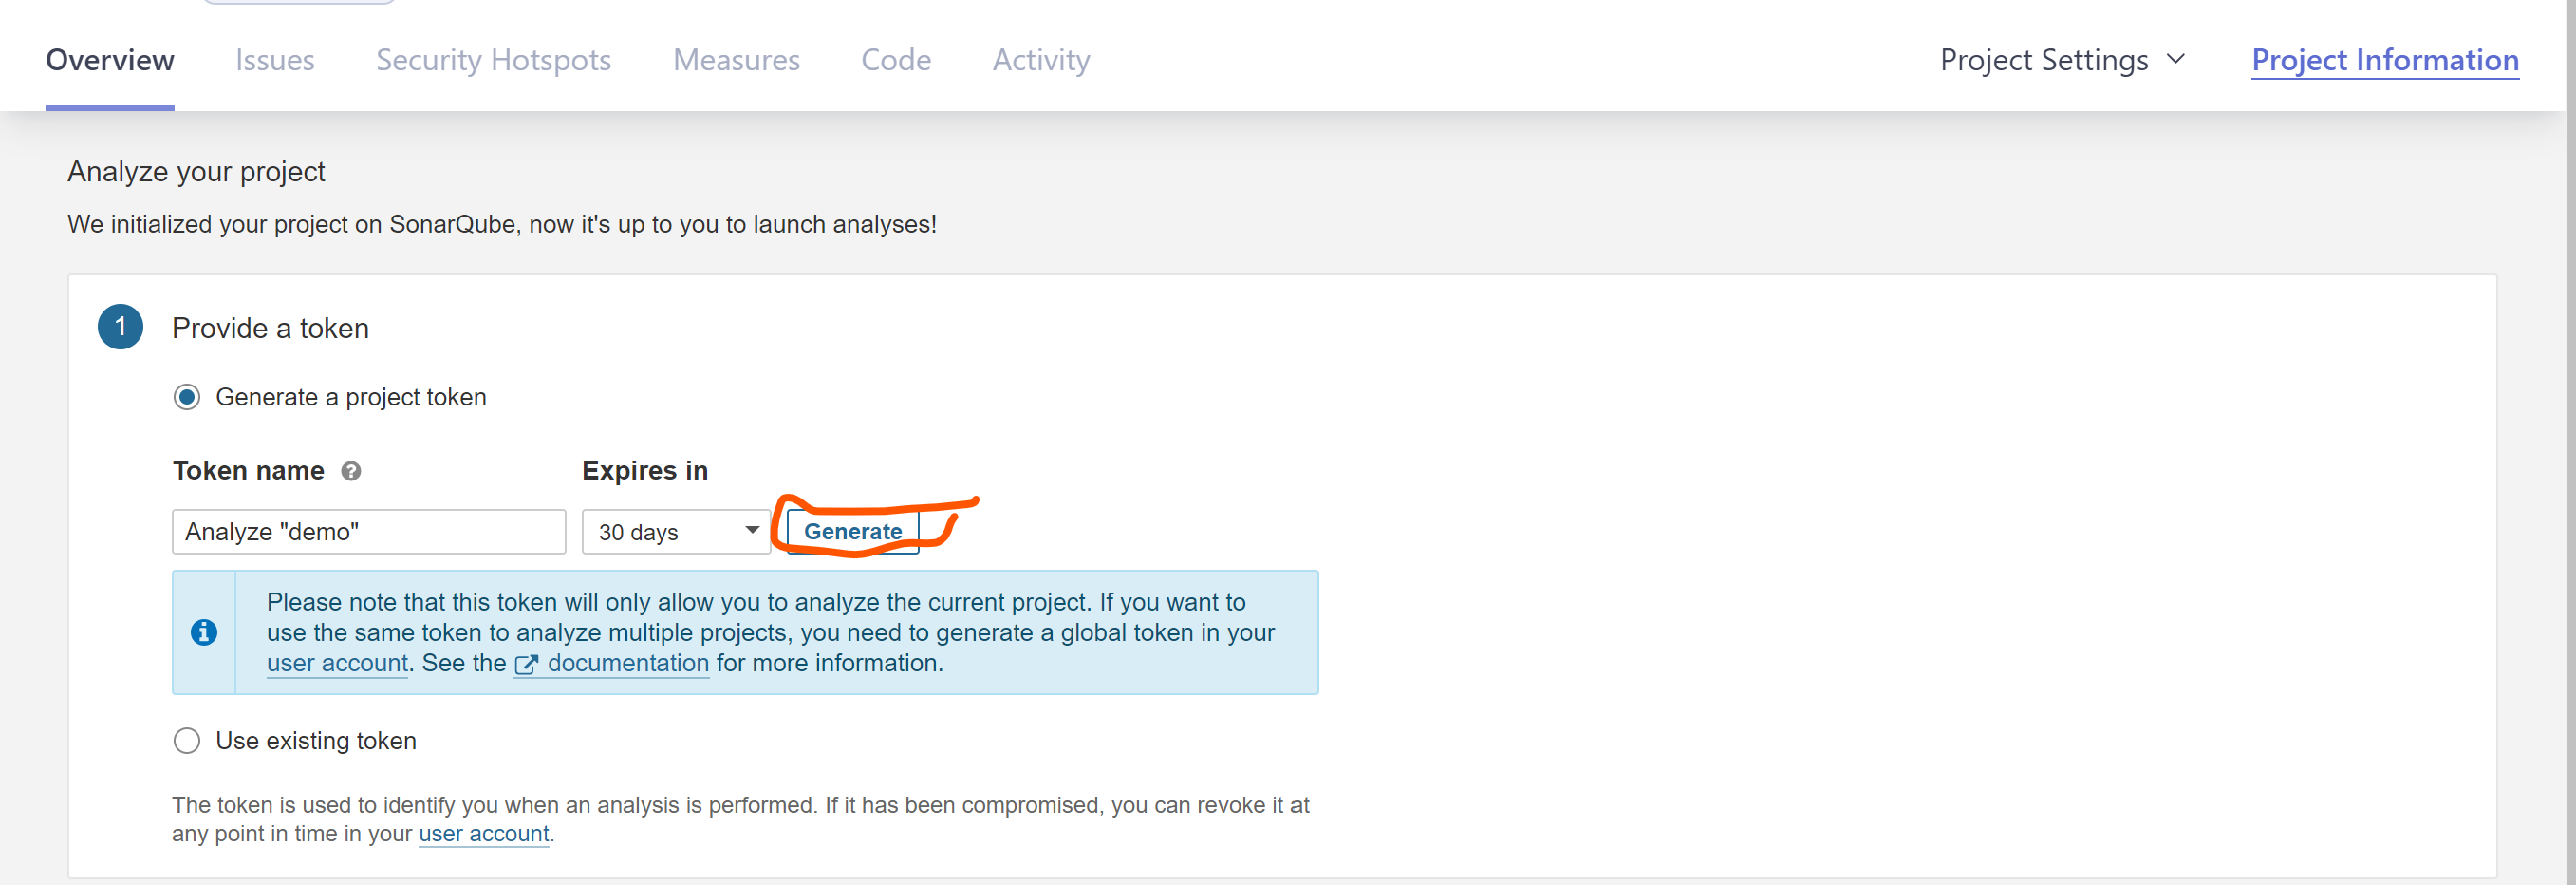 Overview Issues Security Hotspots Measures Code Activity Project Settings Project Information
Analyze your project
We initialized your project on SonarQube, now it's up to you to launch analyses!
1 Provide a token
Generate a project token
Token name ? Expires in
Analyze "demo" 30 days Generate
Please note that this token will only allow you to analyze the current project. If you want to
use the same token to analyze multiple projects, you need to generate a global token in your
user account. See the documentation for more information.
Use existing token
The token is used to identify you when an analysis is performed. If it has been compromised, you can revoke it at
any point in time in your user account.